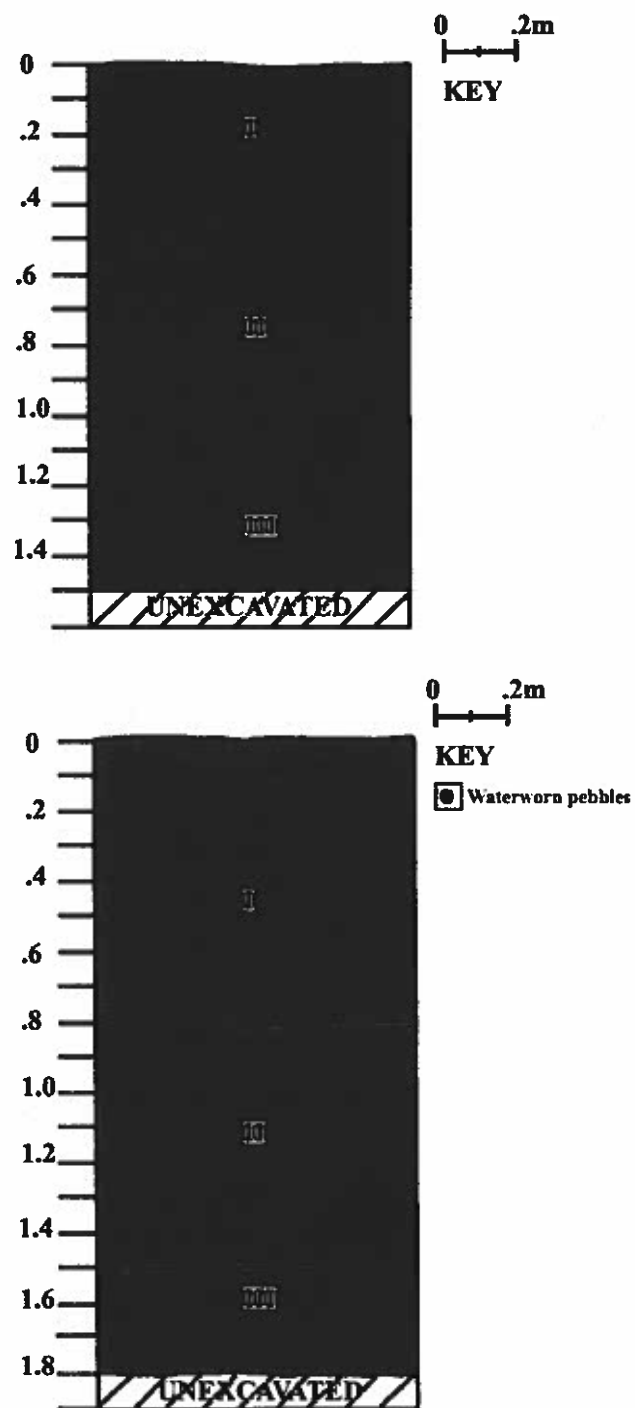 0 .2m
KEY
0
.2
.4
.6
.8
1.0
1.2
1.4
I
II
III
UNEXCAVATED
0 .2m
KEY
Waterworn pebbles
0
.2
.4
.6
.8
1.0
1.2
1.4
1.6
1.8
I
II
III
UNEXCAVATED